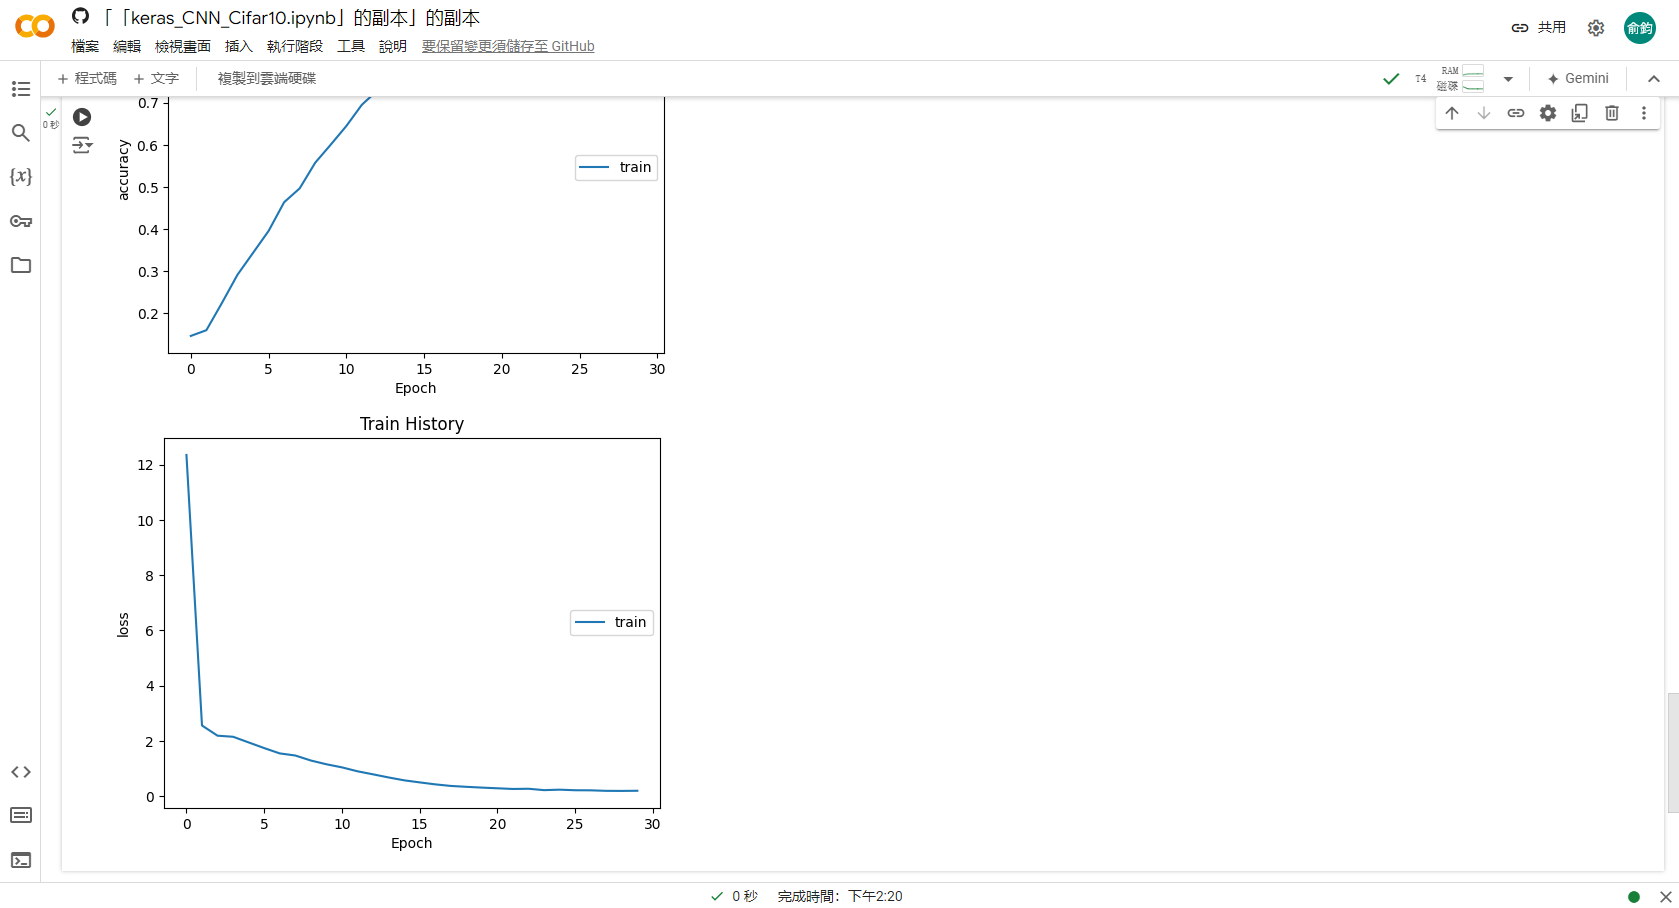 「「keras_CNN_Cifar10.ipynb」的副本」的副本
檔案 編輯 檢視畫面 插入 執行階段 工具 說明 要保留變更須儲存至 GitHub
共用
俞鈞
+ 程式碼 + 文字 複製到雲端硬碟
T4
RAM
磁碟
Gemini
0 秒
{x}
0.7
0.6
0.5
0.4
0.3
0.2
accuracy
train
0 5 10 15 20 25 30
Epoch
Train History
12
10
8
6
4
2
0
loss
train
0 5 10 15 20 25 30
Epoch
0 秒 完成時間：下午2:20